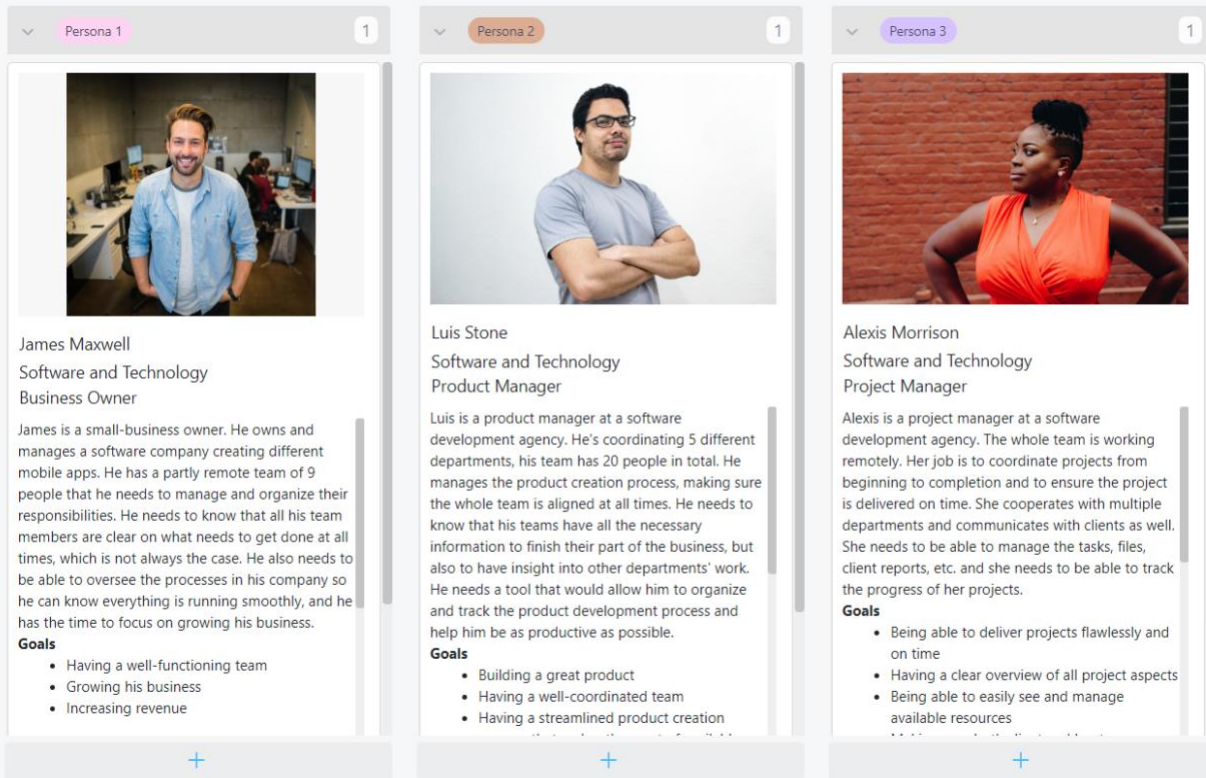 Persona 1
1
James Maxwell
Software and Technology
Business Owner
James is a small-business owner. He owns and
manages a software company creating different
mobile apps. He has a partly remote team of 9
people that he needs to manage and organize their
responsibilities. He needs to know that all his team
members are clear on what needs to get done at all
times, which is not always the case. He also needs to
be able to oversee the processes in his company so
he can know everything is running smoothly, and he
has the time to focus on growing his business.
Goals
• Having a well-functioning team
• Growing his business
• Increasing revenue
+
Persona 2
1
Luis Stone
Software and Technology
Product Manager
Luis is a product manager at a software
development agency. He's coordinating 5 different
departments, his team has 20 people in total. He
manages the product creation process, making sure
the whole team is aligned at all times. He needs to
know that his teams have all the necessary
information to finish their part of the business, but
also to have insight into other departments' work.
He needs a tool that would allow him to organize
and track the product development process and
help him be as productive as possible.
Goals
• Building a great product
• Having a well-coordinated team
• Having a streamlined product creation
+
Persona 3
1
Alexis Morrison
Software and Technology
Project Manager
Alexis is a project manager at a software
development agency. The whole team is working
remotely. Her job is to coordinate projects from
beginning to completion and to ensure the project
is delivered on time. She cooperates with multiple
departments and communicates with clients as well.
She needs to be able to manage the tasks, files,
client reports, etc. and she needs to be able to track
the progress of her projects.
Goals
• Being able to deliver projects flawlessly and
on time
• Having a clear overview of all project aspects
• Being able to easily see and manage
available resources
+